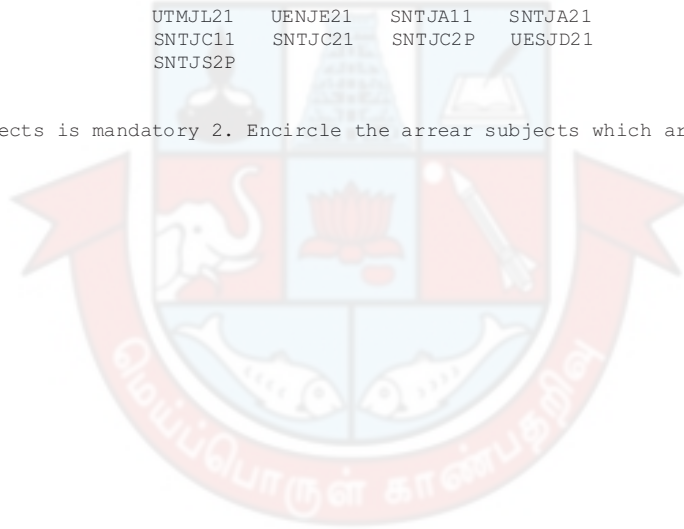 UTMJL21 UENJE21 SNTJA11 SNTJA21
SNTJC11 SNTJC21 SNTJC2P UESJD21
SNTJS2P
ects is mandatory 2. Encircle the arrear subjects which ar
மெய்ப்பொருள் காண்பதறிவு